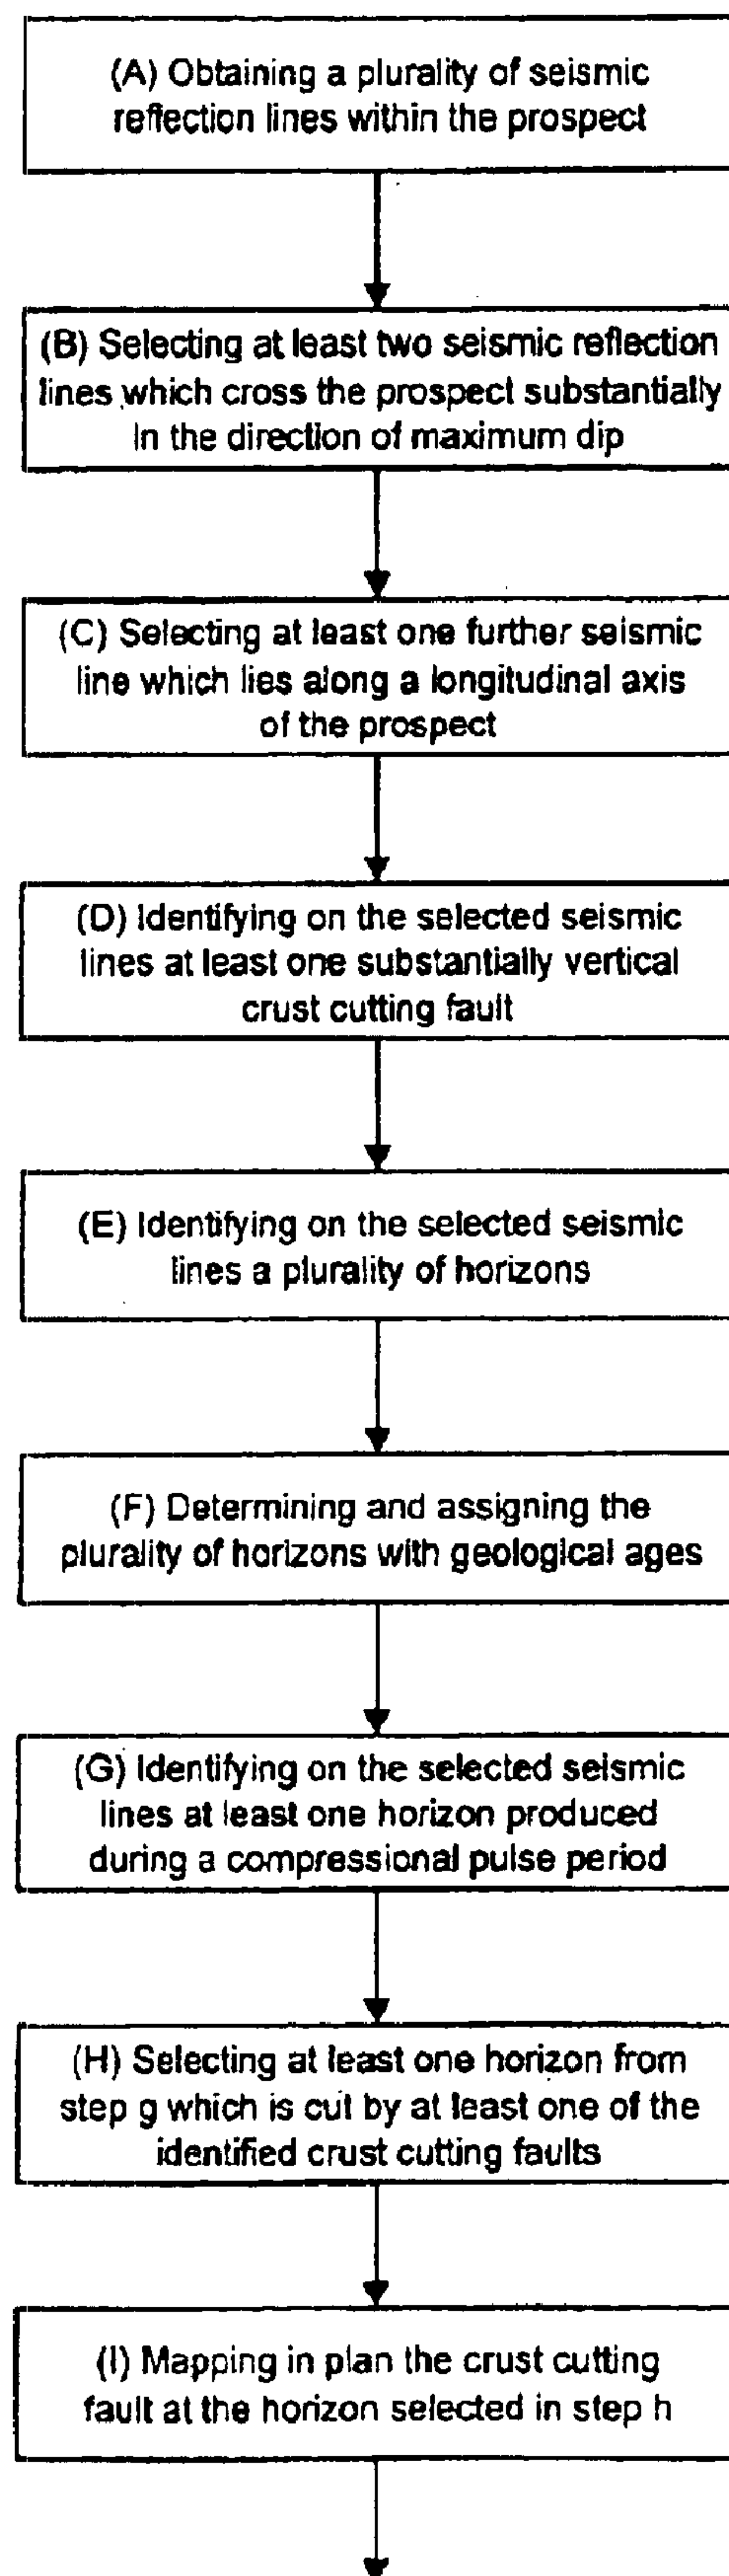 (A) Obtaining a plurality of seismic
reflection lines within the prospect
(B) Selecting at least two seismic reflection
lines which cross the prospect substantially
in the direction of maximum dip
(C) Selecting at least one further seismic
line which lies along a longitudinal axis
of the prospect
(D) Identifying on the selected seismic
lines at least one substantially vertical
crust cutting fault
(E) Identifying on the selected seismic
lines a plurality of horizons
(F) Determining and assigning the
plurality of horizons with geological ages
(G) Identifying on the selected seismic
lines at least one horizon produced
during a compressional pulse period
(H) Selecting at least one horizon from
step g which is cut by at least one of the
identified crust cutting faults
(I) Mapping in plan the crust cutting
fault at the horizon selected in step h